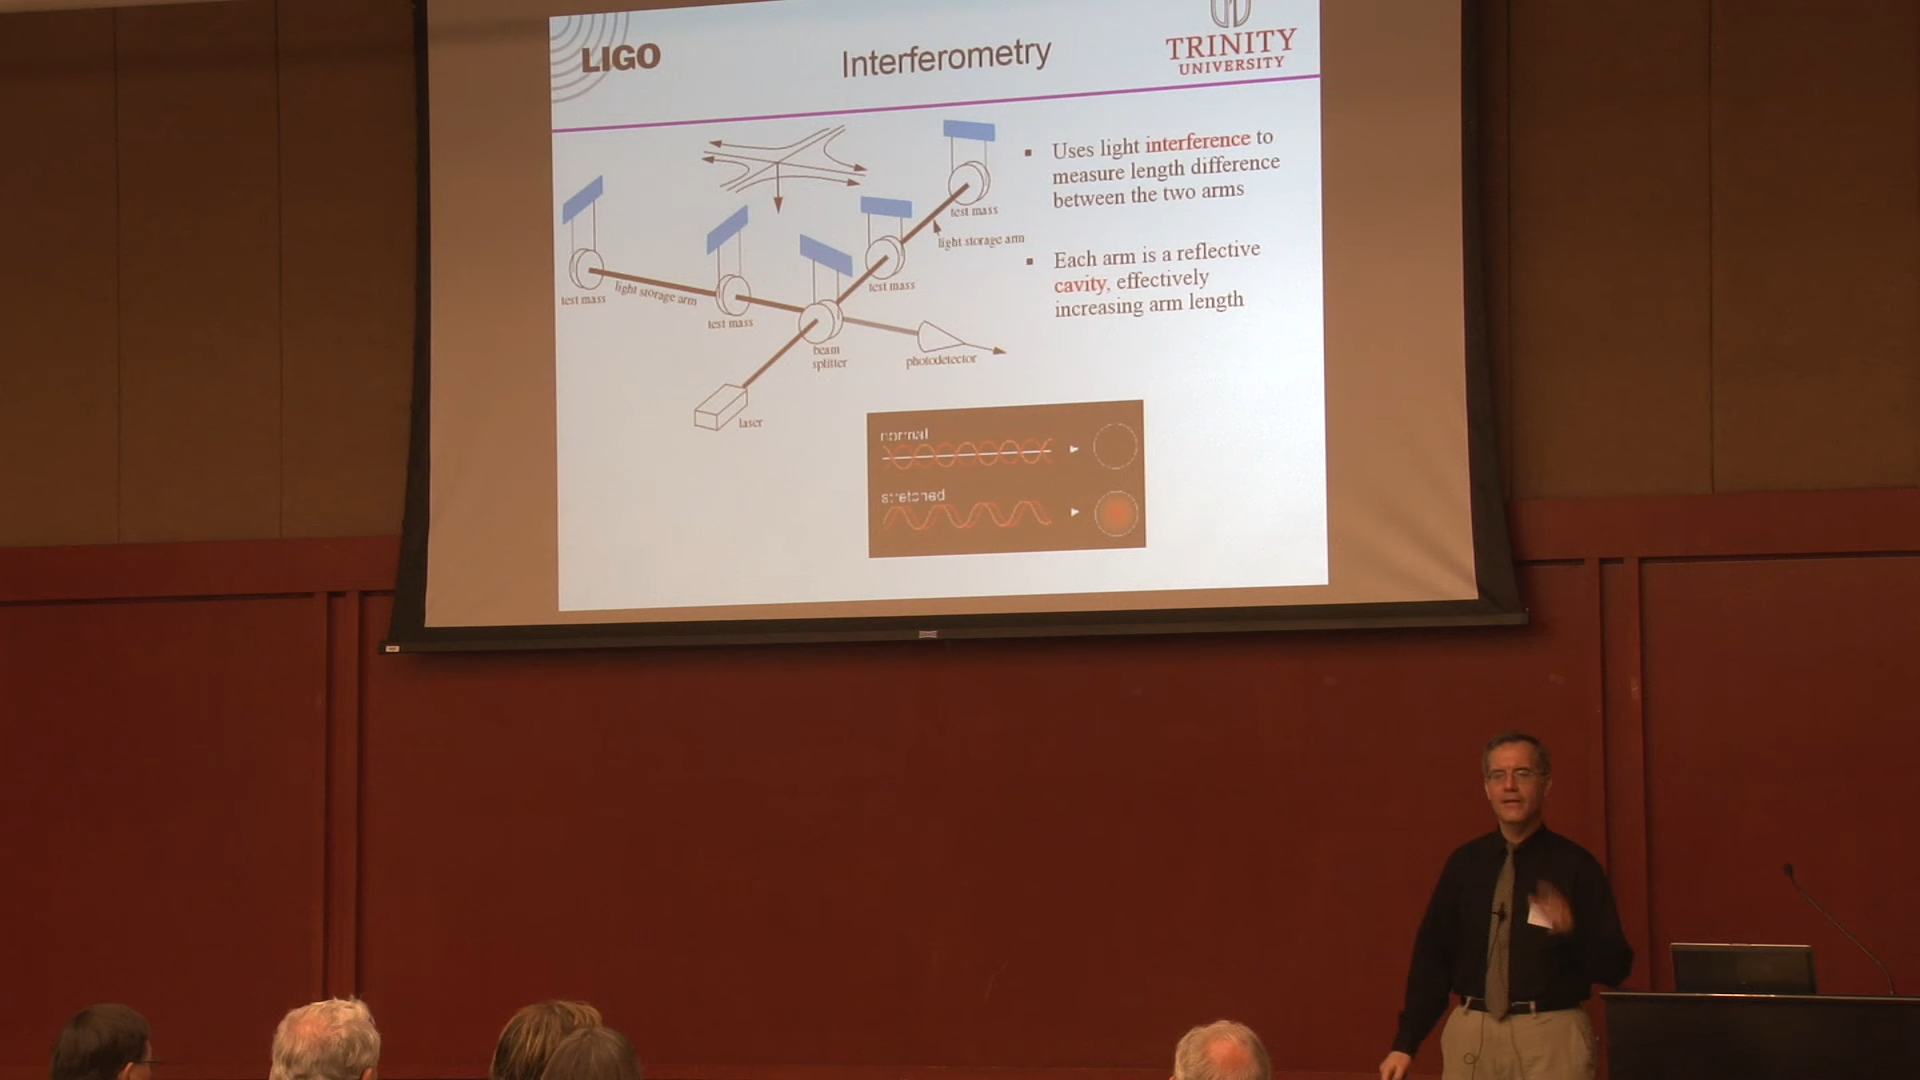 LIGO
Interferometry
TRINITY
UNIVERSITY
Uses light interference to
measure length difference
between the two arms
Each arm is a reflective
cavity, effectively
increasing arm length
test mass
light storage arm
test mass
test mass
light storage arm
test mass
beam
splitter
photodetector
laser
normal
stretched